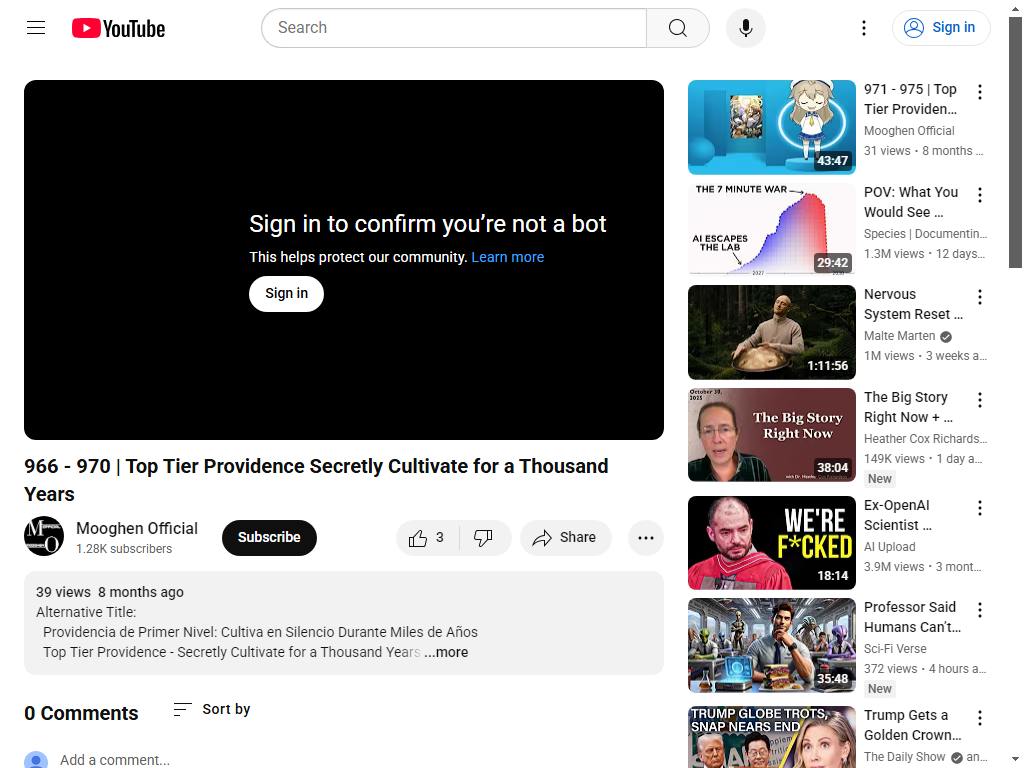 YouTube
Search
Sign in
Sign in to confirm you’re not a bot
This helps protect our community. Learn more
Sign in
966 - 970 | Top Tier Providence Secretly Cultivate for a Thousand
Years
Mooghen Official
1.28K subscribers
Subscribe
3
Share
...
39 views 8 months ago
Alternative Title:
Providencia de Primer Nivel: Cultiva en Silencio Durante Miles de Años
Top Tier Providence - Secretly Cultivate for a Thousand Years ...more
0 Comments
Sort by
Add a comment...
43:47
971 - 975 | Top
Tier Providen...
Mooghen Official
31 views • 8 months ...
THE 7 MINUTE WAR
AI ESCAPES
THE LAB
2027
29:42
POV: What You
Would See ...
Species | Documentin...
1.3M views • 12 days...
1:11:56
Nervous
System Reset ...
Malte Marten
1M views • 3 weeks a...
October 30,
2025
The Big Story
Right Now
with Dr. Heather Cox Richardson
38:04
The Big Story
Right Now + ...
Heather Cox Richards...
149K views • 1 day a...
New
WE'RE
F*CKED
18:14
Ex-OpenAI
Scientist ...
AI Upload
3.9M views • 3 mont...
35:48
Professor Said
Humans Can't...
Sci-Fi Verse
372 views • 4 hours a...
New
TRUMP GLOBE TROTS,
SNAP NEARS END
Trump Gets a
Golden Crown...
The Daily Show an...